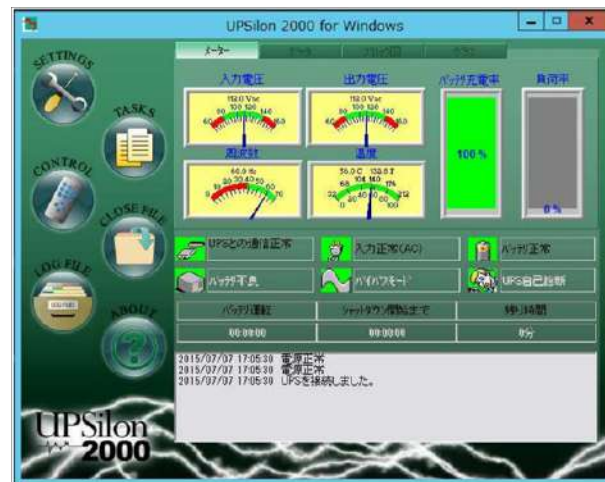 UPSilon 2000 for Windows
メーター
SETTINGS
TASKS
CONTROL
CLOSE FILE
LOG FILE
ABOUT
入力電圧
出力電圧
バッテリ充電率
負荷率
周波数
温度
100 %
0 %
UPSとの通信正常
入力正常(AC)
バッテリ正常
バッテリ不良
バイパスモード
UPS自己診断
バッテリ運転
シャットダウン開始まで
残り時間
00:00:00
00:00:00
0分
2015/07/07 17:05:30 電源正常
2015/07/07 17:05:30 電源正常
2015/07/07 17:05:30 UPSを接続しました。
UPSilon
2000